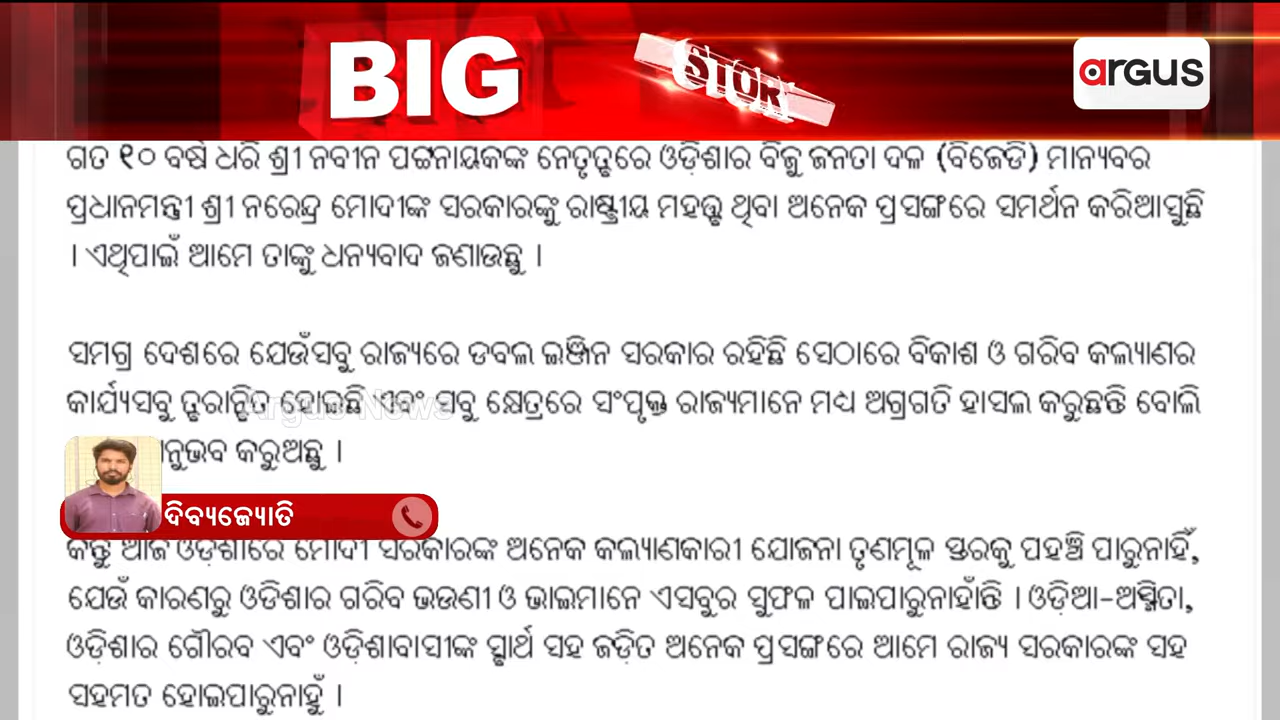 BIG STORY
argus
ଗତ ୧୦ ବର୍ଷ ଧରି ଶ୍ରୀ ନବୀନ ପଟ୍ଟନାୟକଙ୍କ ନେତୃତ୍ୱରେ ଓଡ଼ିଶାର ବିଜୁ ଜନତା ଦଳ (ବିଜେଡି) ମାନ୍ୟବର
ପ୍ରଧାନମନ୍ତ୍ରୀ ଶ୍ରୀ ନରେନ୍ଦ୍ର ମୋଦୀଙ୍କ ସରକାରଙ୍କୁ ରାଷ୍ଟ୍ରୀୟ ମହତ୍ତ୍ୱ ଥିବା ଅନେକ ପ୍ରସଙ୍ଗରେ ସମର୍ଥନ କରିଆସୁଛି
। ଏଥିପାଇଁ ଆମେ ତାଙ୍କୁ ଧନ୍ୟବାଦ ଜଣାଉଛୁ ।
ସମଗ୍ର ଦେଶରେ ଯେଉଁସବୁ ରାଜ୍ୟରେ ଡବଲ ଇଞ୍ଜିନ ସରକାର ରହିଛି ସେଠାରେ ବିକାଶ ଓ ଗରିବ କଲ୍ୟାଣର
କାର୍ଯ୍ୟସବୁ ତ୍ୱରାନ୍ୱିତ ହୋଇଛି ଏବଂ ସବୁ କ୍ଷେତ୍ରରେ ସଂପୃକ୍ତ ରାଜ୍ୟମାନେ ମଧ୍ୟ ଅଗ୍ରଗତି ହାସଲ କରୁଛନ୍ତି ବୋଲି
Argus News
ନୁଭବ କରୁଅଛୁ ।
ଦିବ୍ୟଜ୍ୟୋତି
କିନ୍ତୁ ଆଜି ଓଡ଼ିଶାରେ ମୋଦୀ ସରକାରଙ୍କ ଅନେକ କଲ୍ୟାଣକାରୀ ଯୋଜନା ତୃଣମୂଳ ସ୍ତରକୁ ପହଞ୍ଚି ପାରୁନାହିଁ,
ଯେଉଁ କାରଣରୁ ଓଡିଶାର ଗରିବ ଭଉଣୀ ଓ ଭାଇମାନେ ଏସବୁର ସୁଫଳ ପାଇପାରୁନାହାଁନ୍ତି । ଓଡ଼ିଆ-ଅସ୍ମିତା,
ଓଡ଼ିଶାର ଗୌରବ ଏବଂ ଓଡ଼ିଶାବାସୀଙ୍କ ସ୍ୱାର୍ଥ ସହ ଜଡ଼ିତ ଅନେକ ପ୍ରସଙ୍ଗରେ ଆମେ ରାଜ୍ୟ ସରକାରଙ୍କ ସହ
ସହମତ ହୋଇପାରୁନାହୁଁ ।